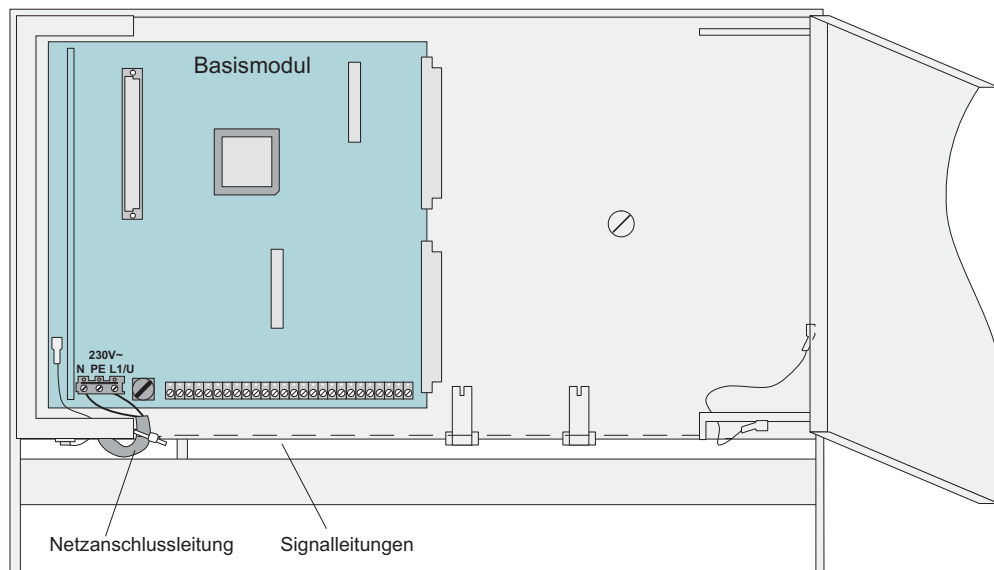 Basismodul
230V~
N PE L1/U
Netzanschlussleitung
Signalleitungen